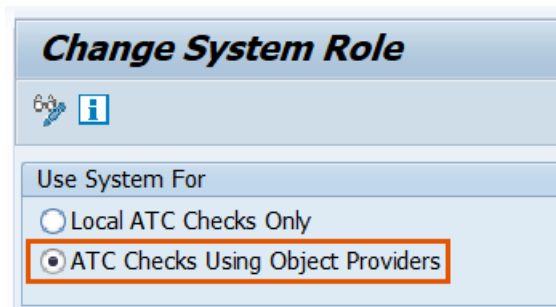 Change System Role
Use System For
Local ATC Checks Only
ATC Checks Using Object Providers